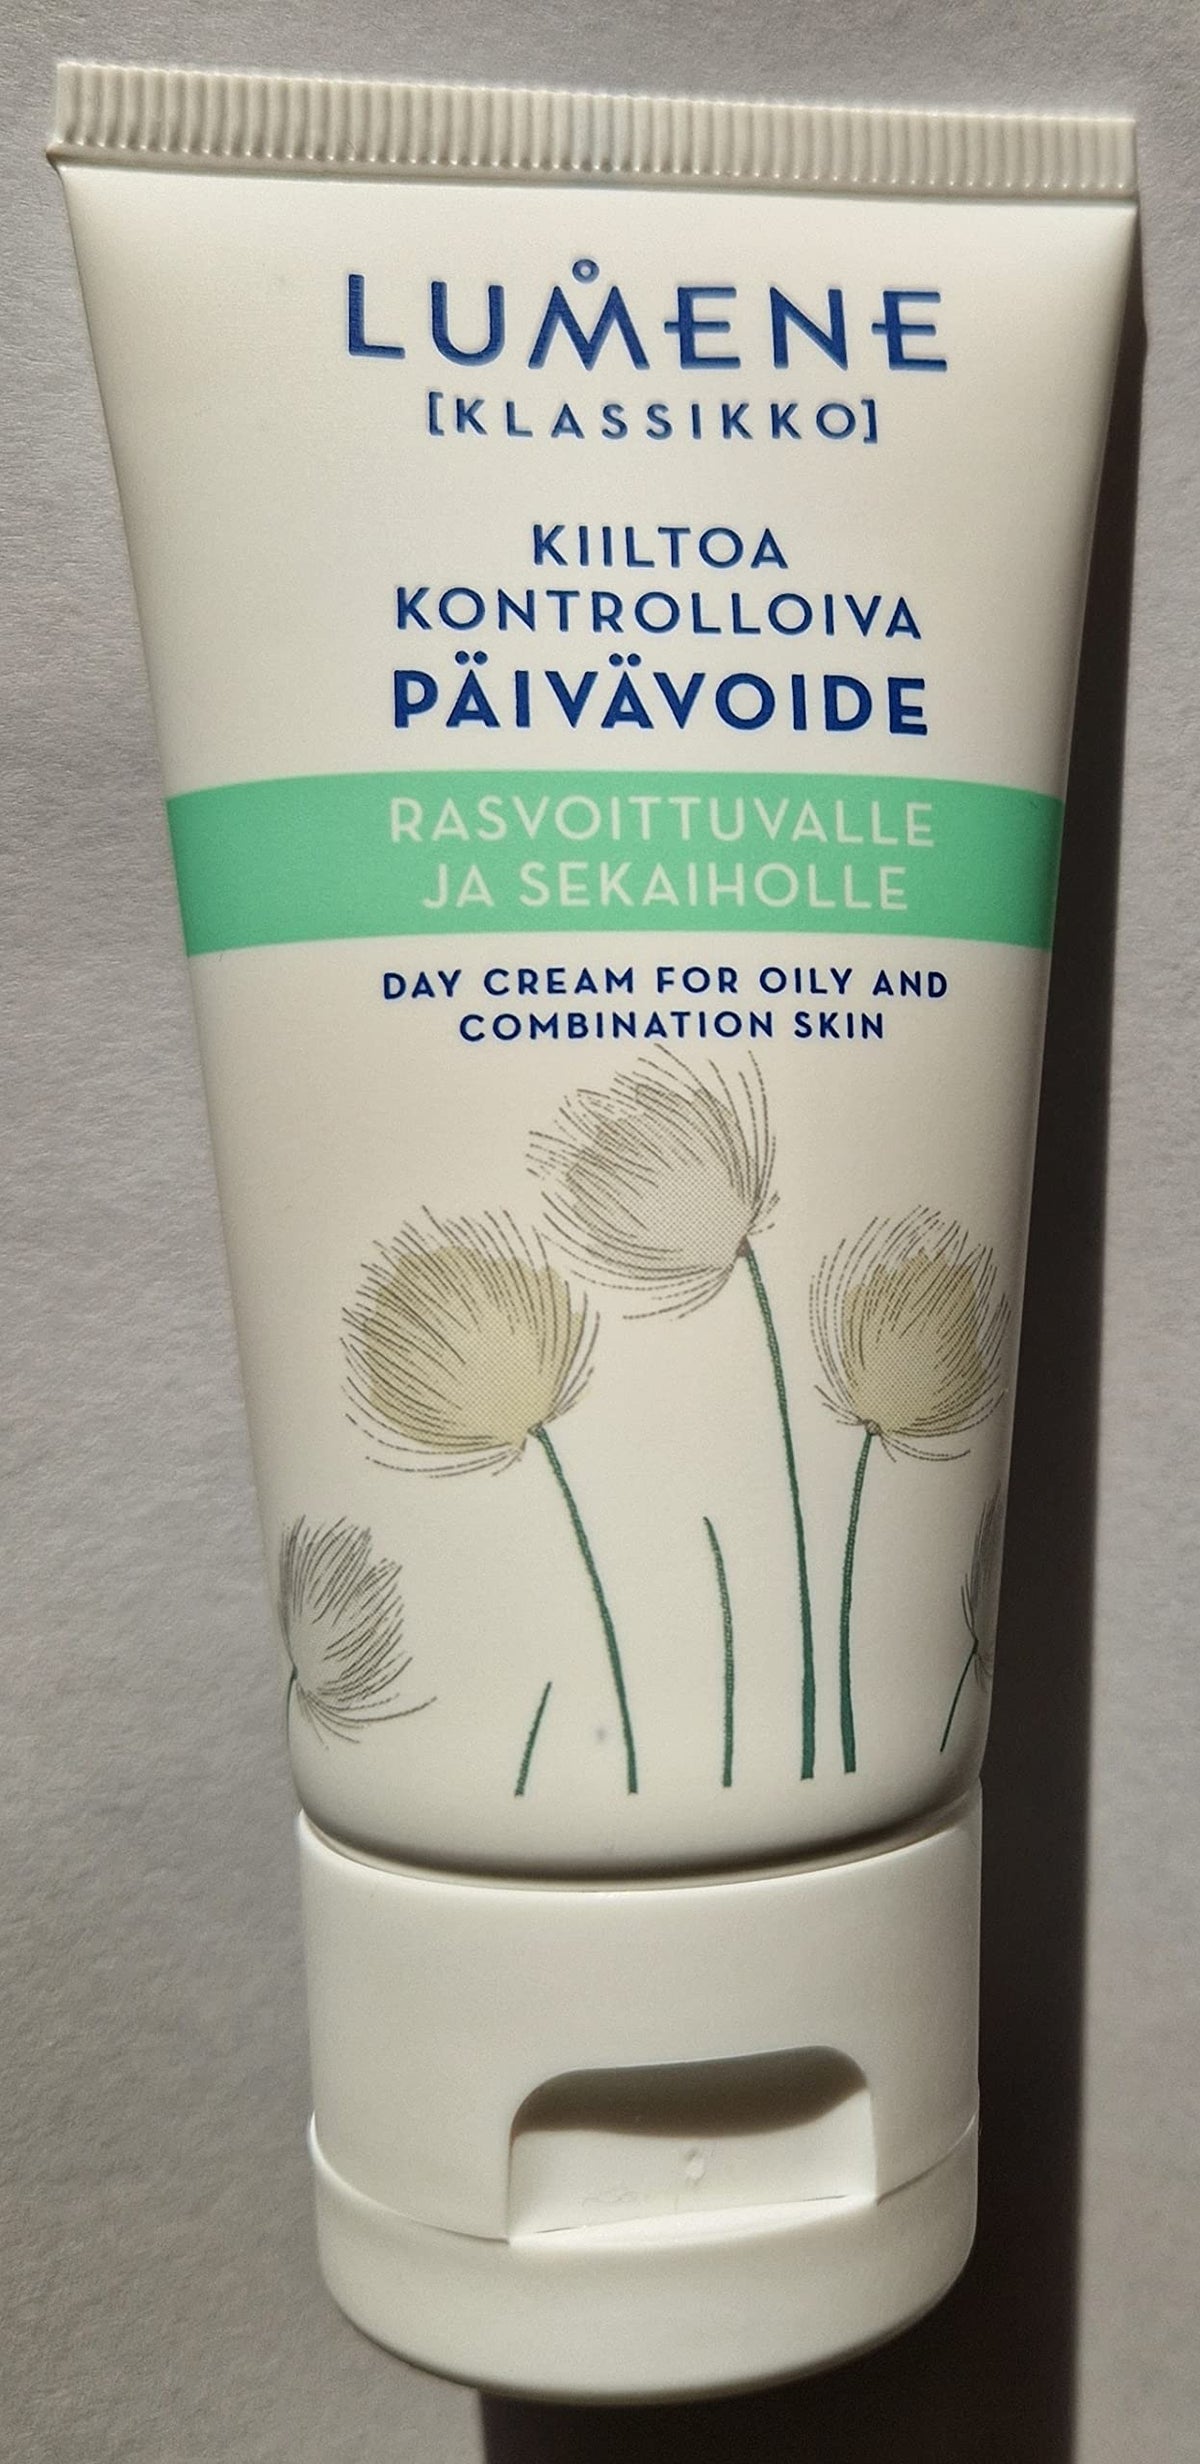 LUMENE
[KLASSIKKO]
KIILTOA
KONTROLLOIVA
PÄIVÄVOIDE
RASVOITTUVALLE
JA SEKAIHOLLE
DAY CREAM FOR OILY AND
COMBINATION SKIN